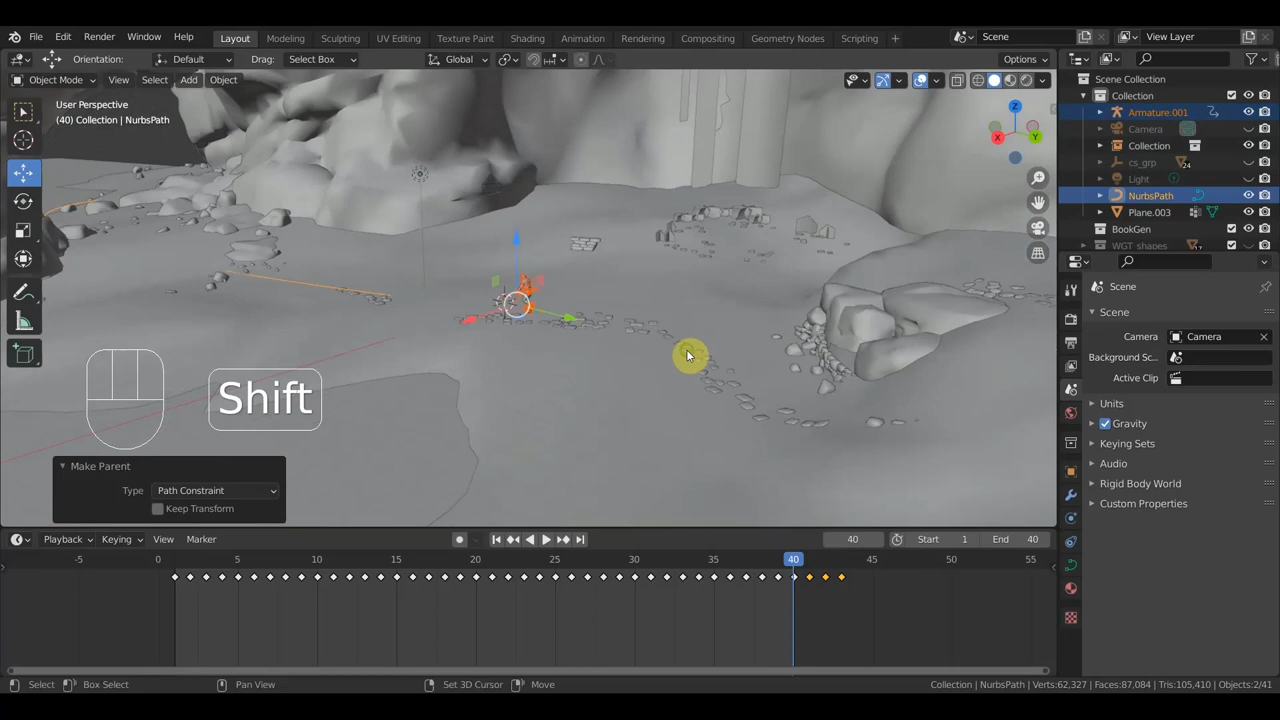 File Edit Render Window Help Layout Modeling Sculpting UV Editing Texture Paint Shading Animation Rendering Compositing Geometry Nodes Scripting + Scene View Layer
Orientation: Default Drag: Select Box Global Options
Object Mode View Select Add Object
User Perspective
(40) Collection | NurbsPath
Z
X
Y
Scene Collection
Collection
Armature.001
Camera
Collection
cs_grp 24
Light
NurbsPath
Plane.003
BookGen
WGT_shapes
Scene
Scene
Camera Camera
Background Sc...
Active Clip
Units
Gravity
Keying Sets
Audio
Rigid Body World
Custom Properties
Shift
Make Parent
Type Path Constraint
Keep Transform
Playback Keying View Marker 40 Start 1 End 40
-5 0 5 10 15 20 25 30 35 40 45 50 55
Select Box Select Pan View Set 3D Cursor Move Collection | NurbsPath | Verts:62,327 | Faces:87,084 | Tris:105,410 | Objects:2/41